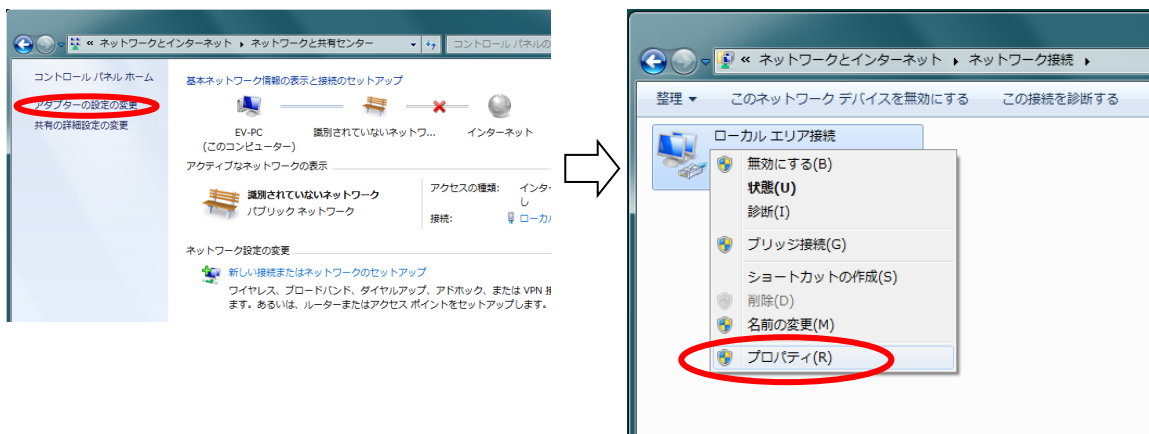 « ネットワークとインターネット ▸ ネットワークと共有センター
コントロール パネルの
コントロール パネル ホーム
アダプターの設定の変更
共有の詳細設定の変更
基本ネットワーク情報の表示と接続のセットアップ
EV-PC
(このコンピューター)
識別されていないネットワ...
インターネット
アクティブなネットワークの表示
識別されていないネットワーク
パブリック ネットワーク
アクセスの種類: インター
し
接続: ローカ
ネットワーク設定の変更
新しい接続またはネットワークのセットアップ
ワイヤレス、ブロードバンド、ダイヤルアップ、アドホック、または VPN 接
ます。あるいは、ルーターまたはアクセス ポイントをセットアップします。
« ネットワークとインターネット ▸ ネットワーク接続 ▸
整理 ▼ このネットワーク デバイスを無効にする この接続を診断する
ローカル エリア接続
無効にする(B)
状態(U)
診断(I)
ブリッジ接続(G)
ショートカットの作成(S)
削除(D)
名前の変更(M)
プロパティ(R)